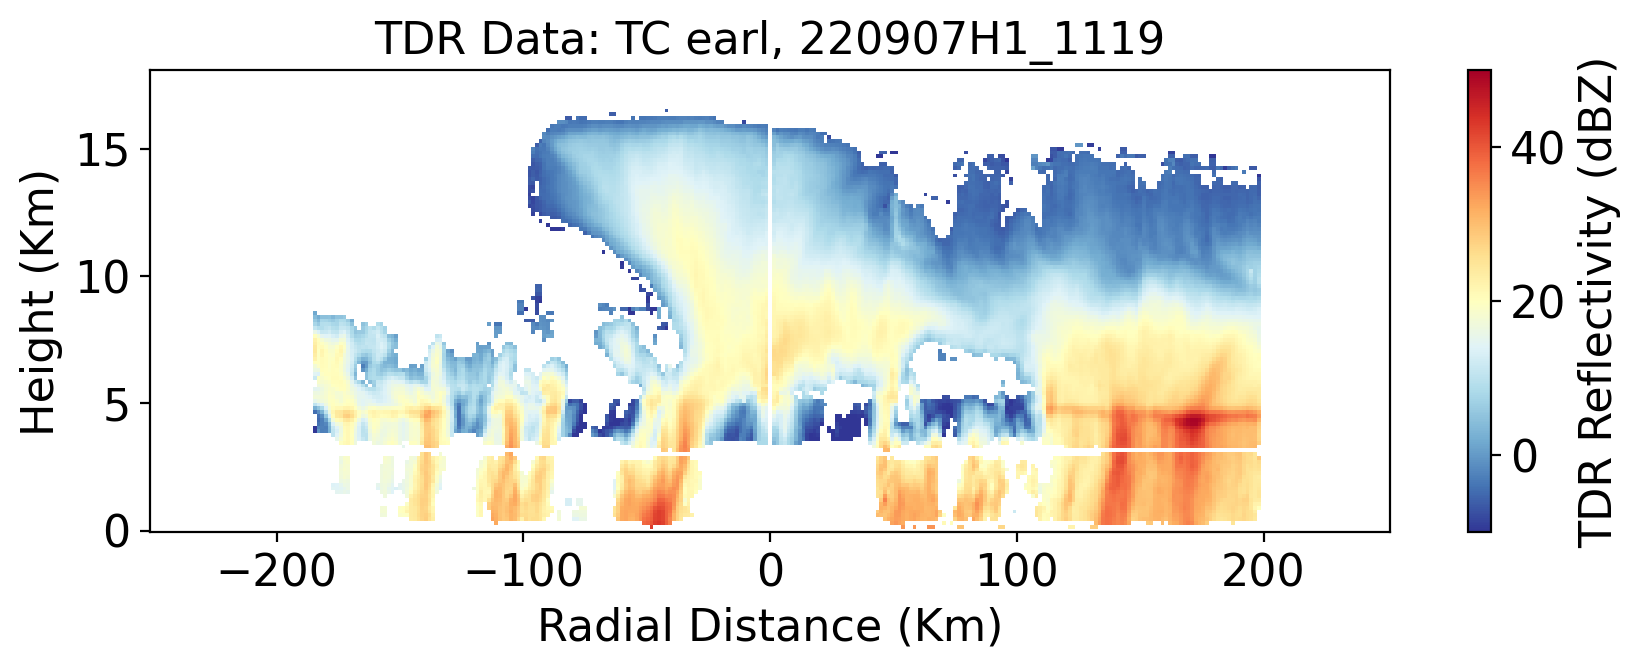 TDR Data: TC earl, 220907H1_1119
15
10
5
0
Height (Km)
−200 −100 0 100 200
Radial Distance (Km)
40
20
0
TDR Reflectivity (dBZ)